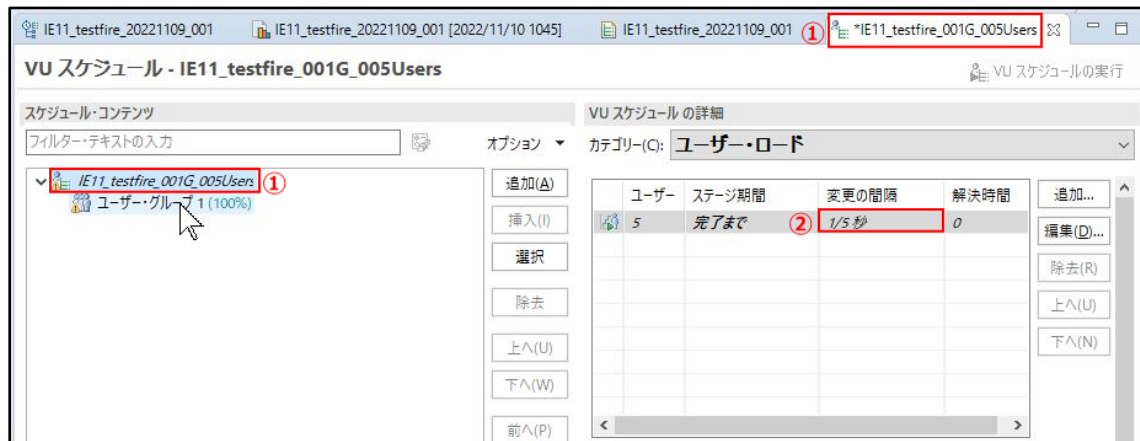 IE11_testfire_20221109_001 IE11_testfire_20221109_001 [2022/11/10 1045] IE11_testfire_20221109_001 ① *IE11_testfire_001G_005Users
VU スケジュール - IE11_testfire_001G_005Users
VU スケジュールの実行
スケジュール・コンテンツ
フィルター・テキストの入力
オプション
IE11_testfire_001G_005Users ①
ユーザー・グループ 1 (100%)
追加(A)
挿入(I)
選択
除去
上へ(U)
下へ(W)
前へ(P)
VU スケジュール の詳細
カテゴリー(C): ユーザー・ロード
ユーザー ステージ期間 変更の間隔 解決時間
5 完了まで ② 1/5 秒 0
追加...
編集(D)...
除去(R)
上へ(U)
下へ(N)